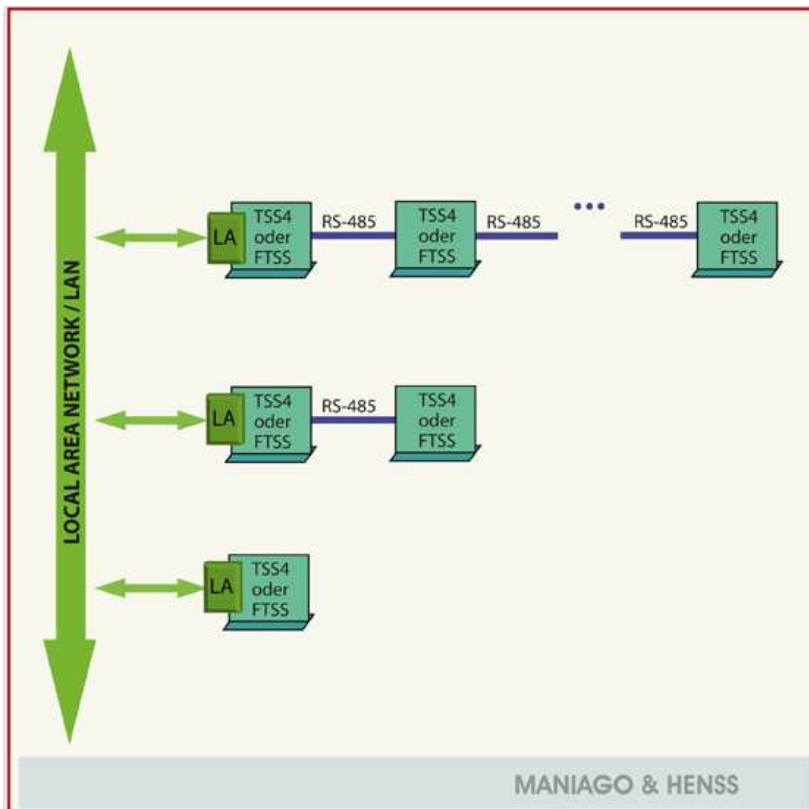 LOCAL AREA NETWORK / LAN
LA
TSS4
oder
FTSS
RS-485
TSS4
oder
FTSS
RS-485
...
RS-485
TSS4
oder
FTSS
LA
TSS4
oder
FTSS
RS-485
TSS4
oder
FTSS
LA
TSS4
oder
FTSS
MANIAGO & HENSS